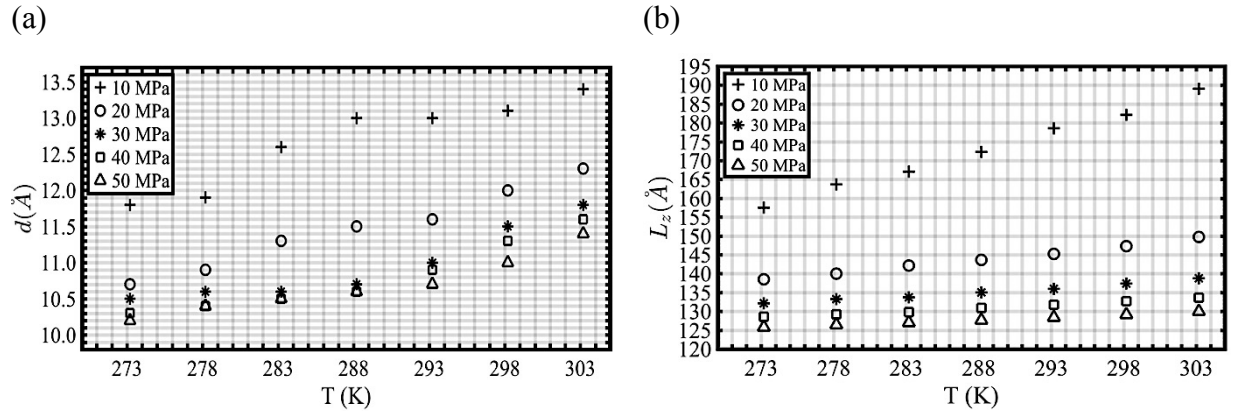 (a)
13.5
13.0
12.5
12.0
11.5
11.0
10.5
10.0
d(Å)
10 MPa
20 MPa
30 MPa
40 MPa
50 MPa
273 278 283 288 293 298 303
T (K)
(b)
195
190
185
180
175
170
165
160
155
150
145
140
135
130
125
120
L_z(Å)
10 MPa
20 MPa
30 MPa
40 MPa
50 MPa
273 278 283 288 293 298 303
T (K)